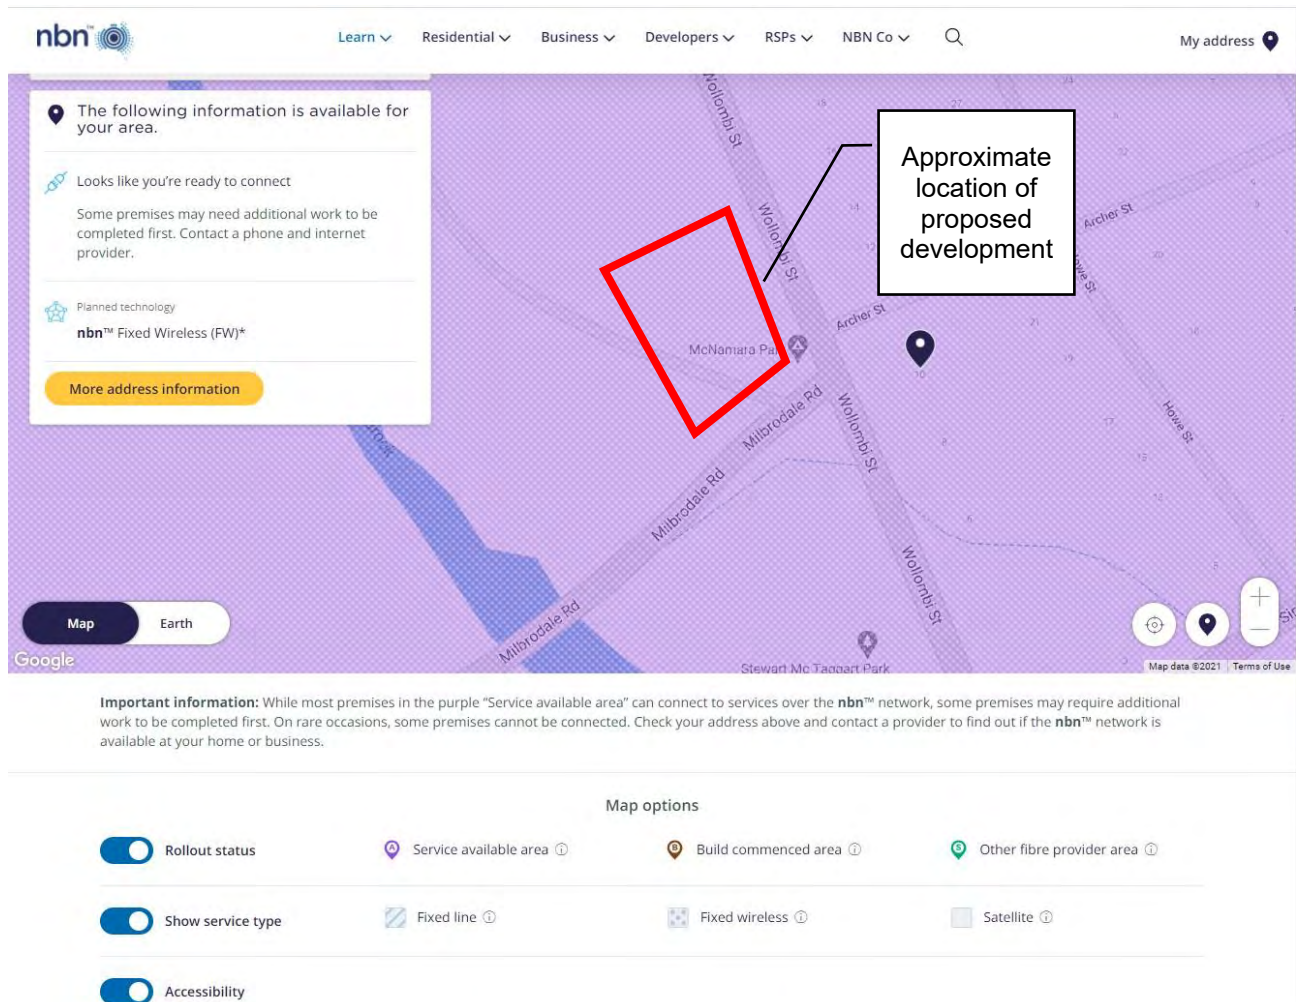 nbn™
Learn
Residential
Business
Developers
RSPs
NBN Co
My address
The following information is available for
your area.
Looks like you're ready to connect
Some premises may need additional work to be
completed first. Contact a phone and internet
provider.
Planned technology
nbn™ Fixed Wireless (FW)*
More address information
Approximate
location of
proposed
development
Wollombi St
Wollombi St
Archer St
Archer St
Howe St
McNamara Pa
Milbrodale Rd
Wollombi St
Milbrodale Rd
Wollombi St
Milbrodale Rd
Stewart Mc Taggart Park
Map
Earth
Google
Map data ©2021
Terms of Use
Important information: While most premises in the purple “Service available area” can connect to services over the nbn™ network, some premises may require additional
work to be completed first. On rare occasions, some premises cannot be connected. Check your address above and contact a provider to find out if the nbn™ network is
available at your home or business.
Map options
Rollout status
Service available area
Build commenced area
Other fibre provider area
Show service type
Fixed line
Fixed wireless
Satellite
Accessibility